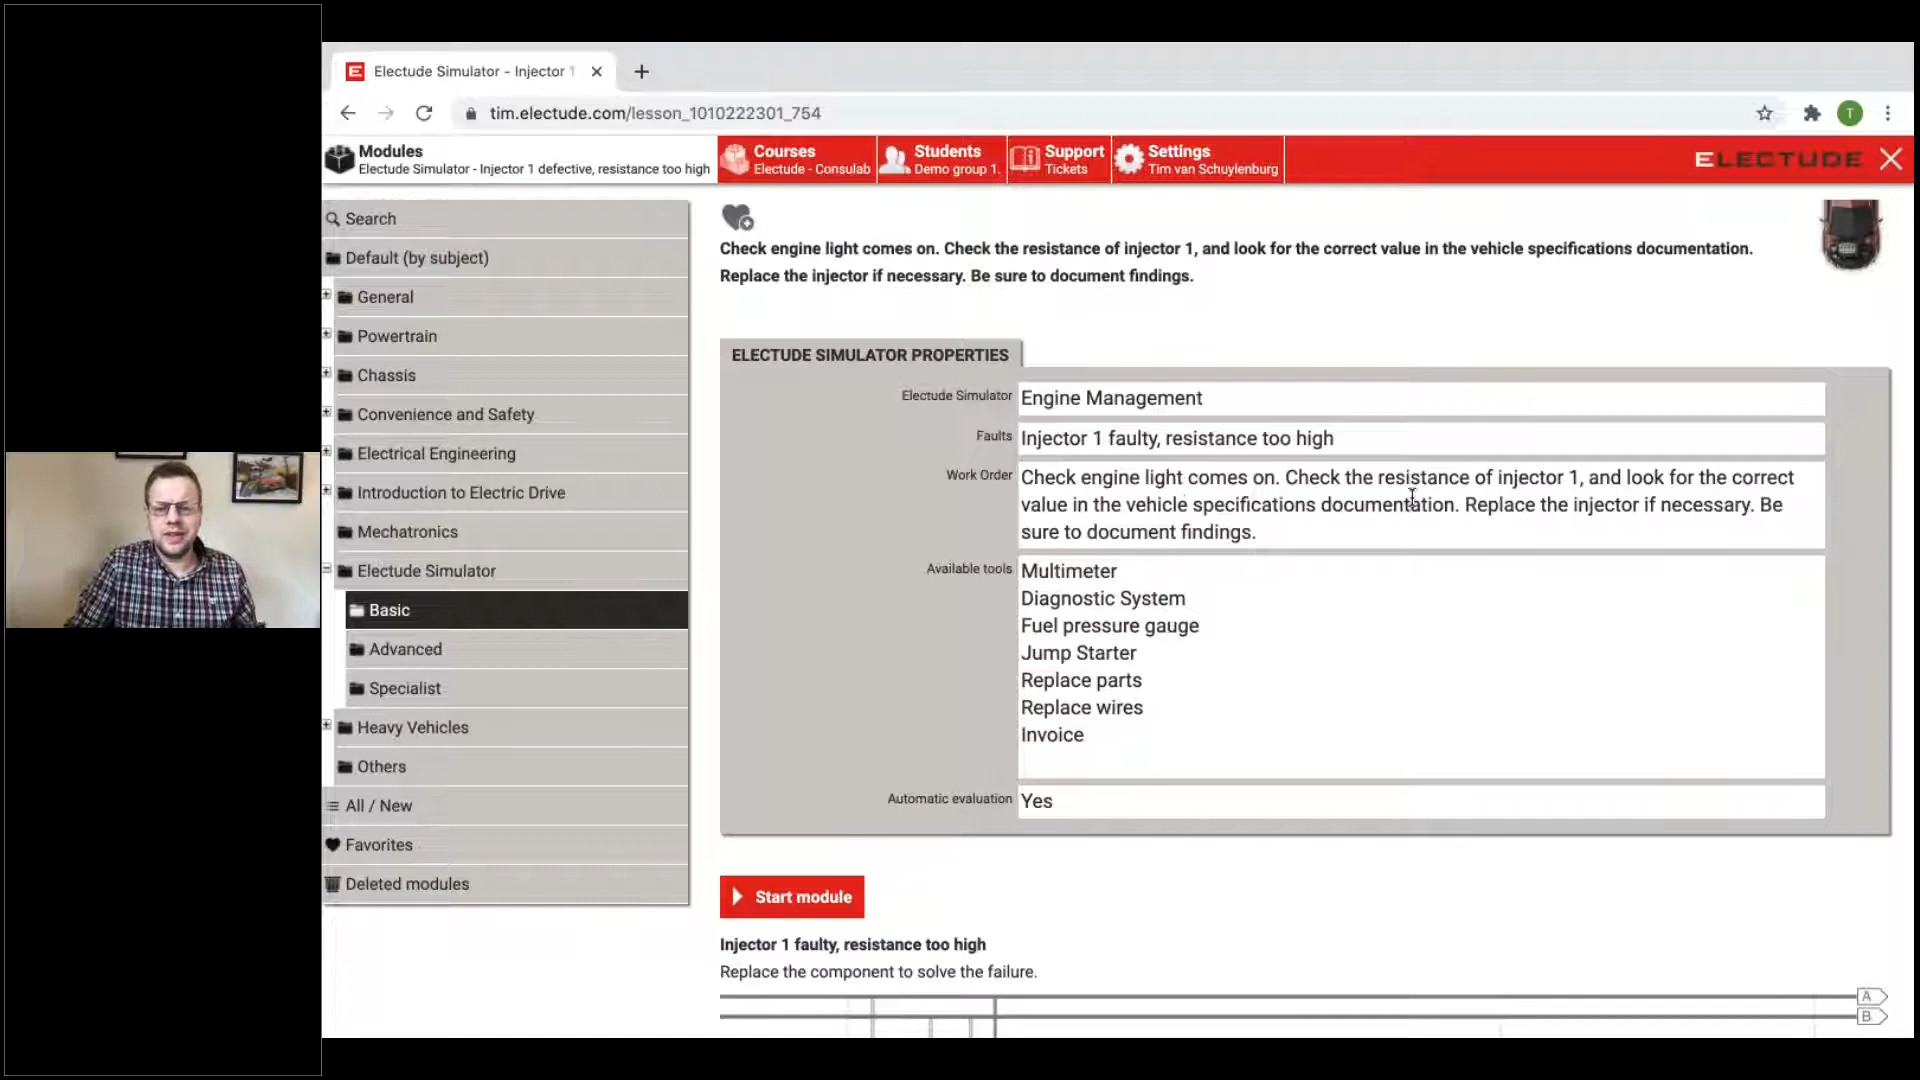 Electude Simulator - Injector 1
tim.electude.com/lesson_1010222301_754
T
Modules
Electude Simulator - Injector 1 defective, resistance too high
Courses
Electude - Consulab
Students
Demo group 1.
Support
Tickets
Settings
Tim van Schuylenburg
ELECTUDE
Search
Default (by subject)
General
Powertrain
Chassis
Convenience and Safety
Electrical Engineering
Introduction to Electric Drive
Mechatronics
Electude Simulator
Basic
Advanced
Specialist
Heavy Vehicles
Others
All / New
Favorites
Deleted modules
Check engine light comes on. Check the resistance of injector 1, and look for the correct value in the vehicle specifications documentation.
Replace the injector if necessary. Be sure to document findings.
ELECTUDE SIMULATOR PROPERTIES
Electude Simulator Engine Management
Faults Injector 1 faulty, resistance too high
Work Order Check engine light comes on. Check the resistance of injector 1, and look for the correct
value in the vehicle specifications documentation. Replace the injector if necessary. Be
sure to document findings.
Available tools Multimeter
Diagnostic System
Fuel pressure gauge
Jump Starter
Replace parts
Replace wires
Invoice
Automatic evaluation Yes
Start module
Injector 1 faulty, resistance too high
Replace the component to solve the failure.
A
B